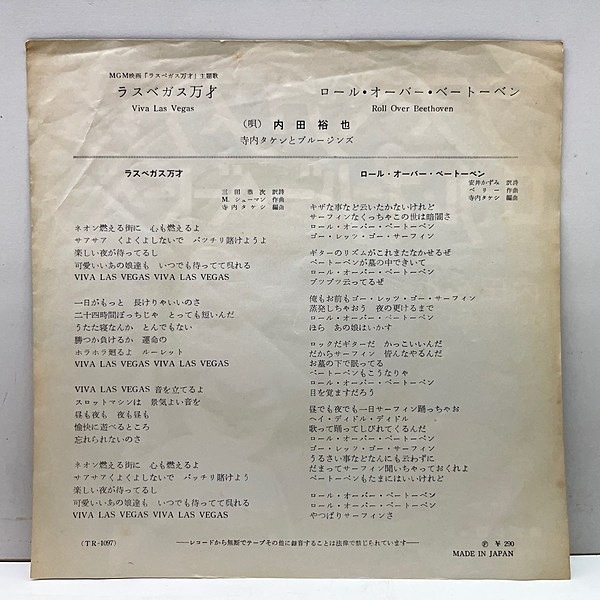 MGM映画「ラスベガス万才」主題歌
ラスベガス万才
Viva Las Vegas
ロール・オーバー・ベートーベン
Roll Over Beethoven
(唄) 内田裕也
寺内タケシとブルージンズ
ラスベガス万才
三田恭次 訳詩
M. シューマン 作曲
寺内タケシ 編曲
ネオン燃える街に 心も燃えるよ
サアサア くよくよしないで バッチリ賭けようよ
楽しい夜が待ってるし
可愛いいあの娘達も いつでも待ってて呉れる
VIVA LAS VEGAS VIVA LAS VEGAS
一日がもっと 長けりゃいいのさ
二十四時間ぽっちじゃ とっても短いんだ
うたた寝なんか とんでもない
勝つか負けるか 運命の
ホラホラ廻るよ ルーレット
VIVA LAS VEGAS VIVA LAS VEGAS
VIVA LAS VEGAS 音を立てるよ
スロットマシンは 景気よい音を
昼も夜も 夜も昼も
愉快に遊べるところ
忘れられないのさ
ネオン燃える街に 心も燃えるよ
サアサアくよくよしないで バッチリ賭けよう
楽しい夜が待ってるし
可愛いいあの娘達も いつでも待ってて呉れる
VIVA LAS VEGAS VIVA LAS VEGAS
ロール・オーバー・ベートーベン
安井かずみ 訳詩
ベリー 作曲
寺内タケシ 編曲
キザな事など云いたかないけれど
サーフィンなくっちゃこの世は暗闇さ
ロール・オーバー・ベートーベン
ゴー・レッツ・ゴー・サーフィン
ギターのリズムがこれまたなかせるぜ
ベートーベンが墓の中できいて
ロール・オーバー・ベートーベン
ブツブツ云ってるぜ
俺もお前もゴー・レッツ・ゴー・サーフィン
蒸発しちゃおう 夜の更けるまで
ロール・オーバー・ベートーベン
ほら あの娘はいかす
ロックだギターだ かっこいいんだ
だからサーフィン 皆んなやるんだ
お墓の下で眠ってる
ベートーベンもこうなりゃ
ロール・オーバー・ベートーベン
目を覚ますだろう
昼でも夜でも一日サーフィン踊っちゃお
ヘイ・ディドル・ディドル
歌って踊ってしびれてくるんだ
ロール・オーバー・ベートーベン
ゴー・レッツ・ゴー・サーフィン
うるさい事などなんにも云わずに
だまってサーフィン聞いちゃっておくれよ
ベートーベンもたまにはいいけれど
ロール・オーバー・ベートーベン
ロール・オーバー・ベートーベン
やっぱりサーフィンさ
(TR-1097)
——レコードから無断でテープその他に録音することは法律で禁じられています——
Ⓟ ¥ 290
MADE IN JAPAN